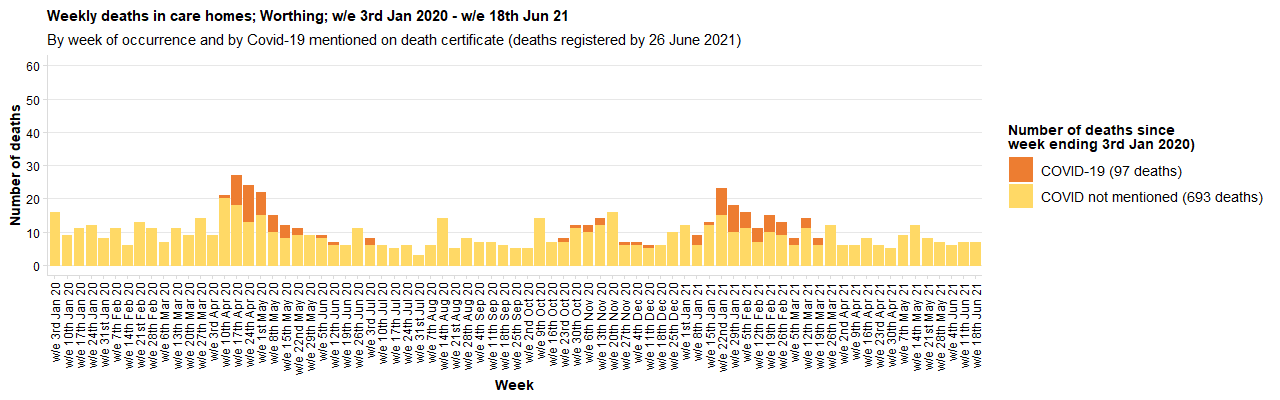 Weekly deaths in care homes; Worthing; w/e 3rd Jan 2020 - w/e 18th Jun 21
By week of occurrence and by Covid-19 mentioned on death certificate (deaths registered by 26 June 2021)
Number of deaths
60
50
40
30
20
10
0
w/e 3rd Jan 20
w/e 10th Jan 20
w/e 17th Jan 20
w/e 24th Jan 20
w/e 31st Jan 20
w/e 7th Feb 20
w/e 14th Feb 20
w/e 21st Feb 20
w/e 28th Feb 20
w/e 6th Mar 20
w/e 13th Mar 20
w/e 20th Mar 20
w/e 27th Mar 20
w/e 3rd Apr 20
w/e 10th Apr 20
w/e 17th Apr 20
w/e 24th Apr 20
w/e 1st May 20
w/e 8th May 20
w/e 15th May 20
w/e 22nd May 20
w/e 29th May 20
w/e 5th Jun 20
w/e 12th Jun 20
w/e 19th Jun 20
w/e 26th Jun 20
w/e 3rd Jul 20
w/e 10th Jul 20
w/e 17th Jul 20
w/e 24th Jul 20
w/e 31st Jul 20
w/e 7th Aug 20
w/e 14th Aug 20
w/e 21st Aug 20
w/e 28th Aug 20
w/e 4th Sep 20
w/e 11th Sep 20
w/e 18th Sep 20
w/e 25th Sep 20
w/e 2nd Oct 20
w/e 9th Oct 20
w/e 16th Oct 20
w/e 23rd Oct 20
w/e 30th Oct 20
w/e 6th Nov 20
w/e 13th Nov 20
w/e 20th Nov 20
w/e 27th Nov 20
w/e 4th Dec 20
w/e 11th Dec 20
w/e 18th Dec 20
w/e 25th Dec 20
w/e 1st Jan 21
w/e 8th Jan 21
w/e 15th Jan 21
w/e 22nd Jan 21
w/e 29th Jan 21
w/e 5th Feb 21
w/e 12th Feb 21
w/e 19th Feb 21
w/e 26th Feb 21
w/e 5th Mar 21
w/e 12th Mar 21
w/e 19th Mar 21
w/e 26th Mar 21
w/e 2nd Apr 21
w/e 9th Apr 21
w/e 16th Apr 21
w/e 23rd Apr 21
w/e 30th Apr 21
w/e 7th May 21
w/e 14th May 21
w/e 21st May 21
w/e 28th May 21
w/e 4th Jun 21
w/e 11th Jun 21
w/e 18th Jun 21
Week
Number of deaths since
week ending 3rd Jan 2020)
COVID-19 (97 deaths)
COVID not mentioned (693 deaths)